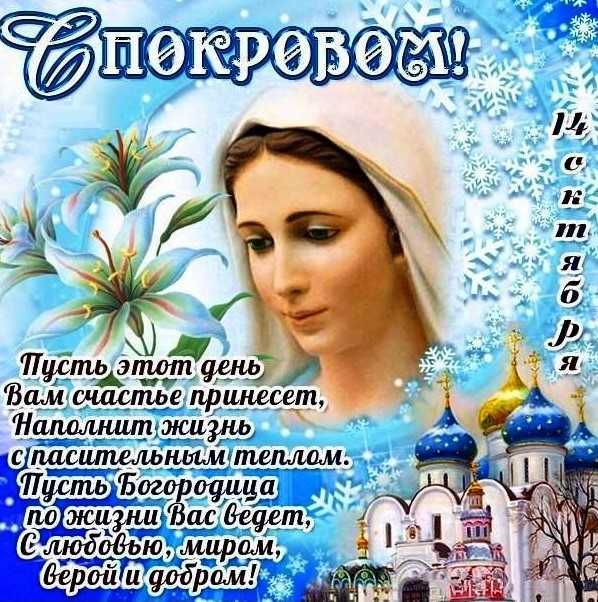 С ПОКРОВОМ!
14 октября
Пусть этот день
Вам счастье принесет,
Наполнит жизнь
с пасительным теплом.
Пусть Богородица
по жизни Вас ведет,
С любовью, миром,
верой и добром!